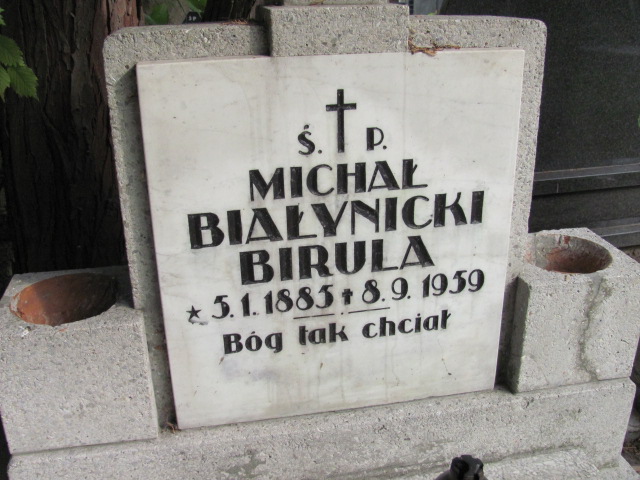 Ś. P.
MICHAŁ
BIAŁYNICKI
BIRULA
* 5.1.1885 † 8.9.1959
Bóg tak chciał